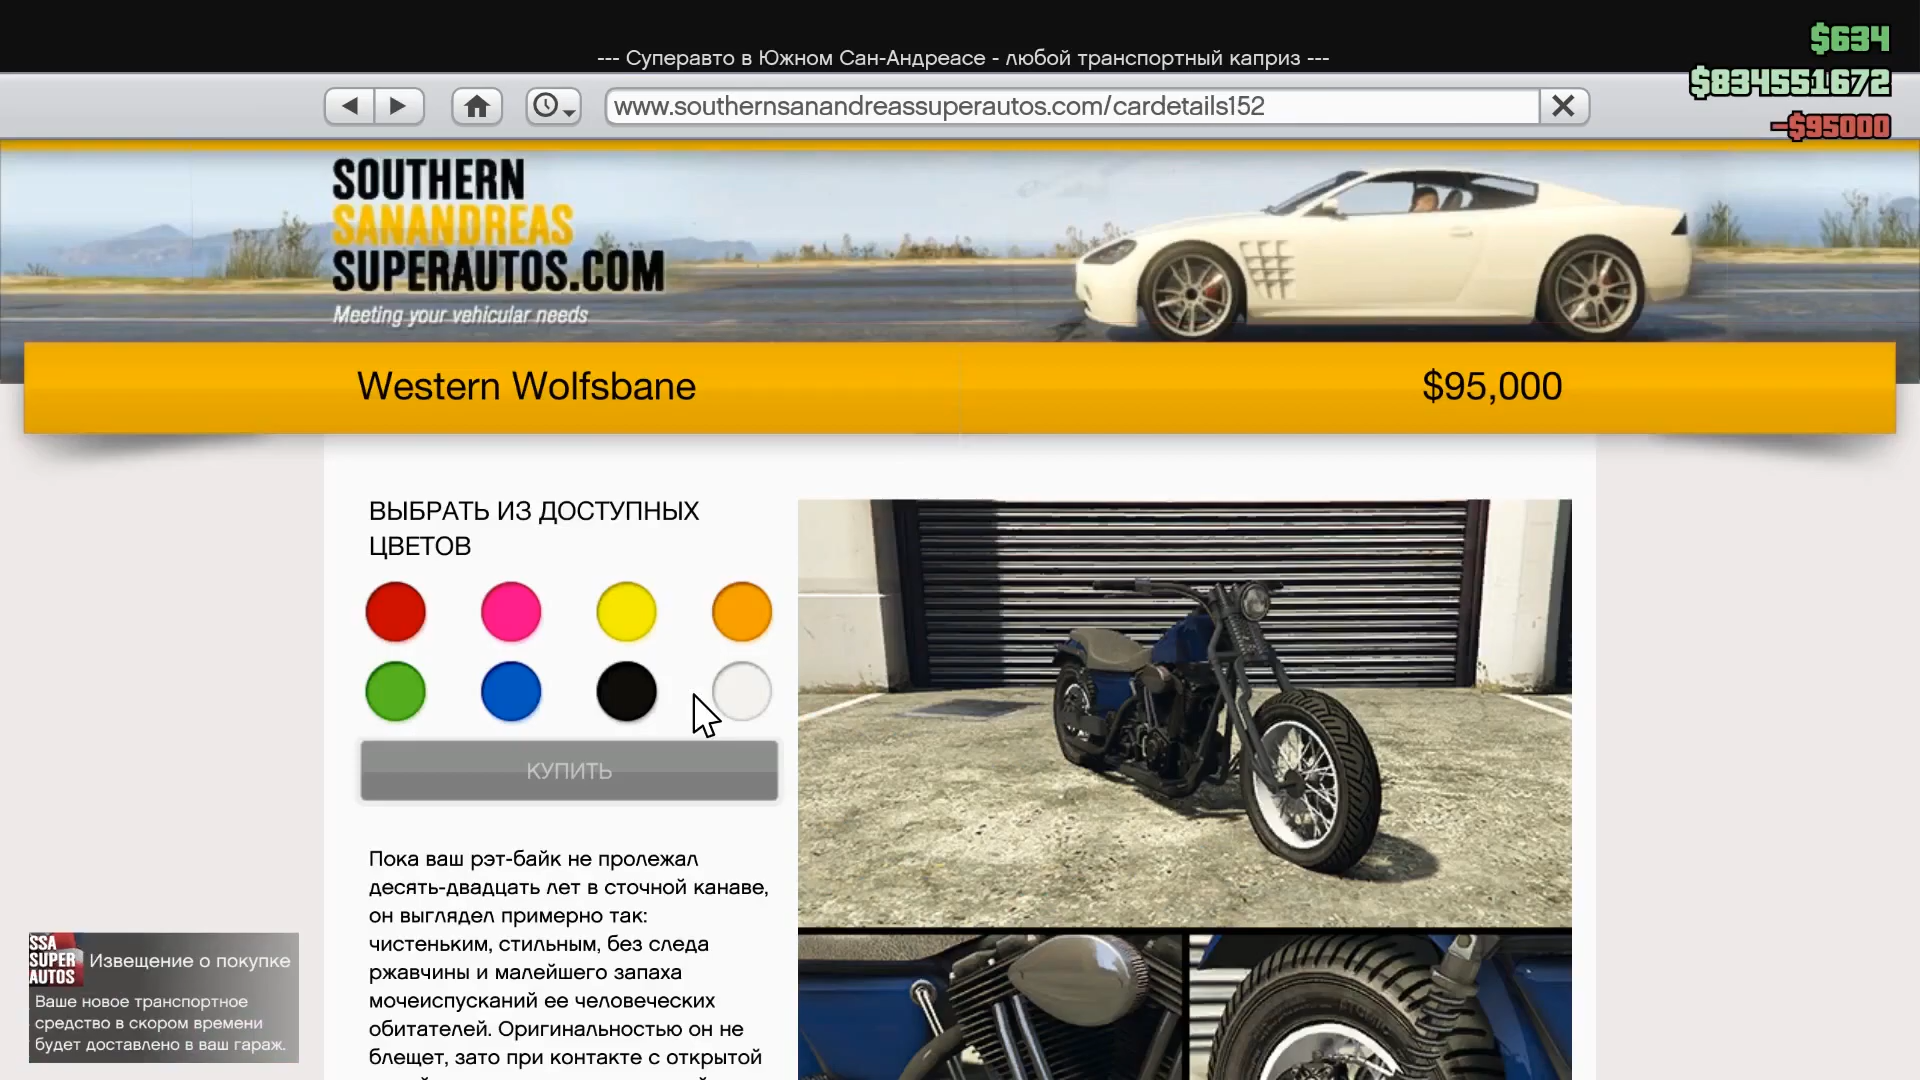 --- Суперавто в Южном Сан-Андреасе - любой транспортный каприз ---
$634
$834551672
-$95000
www.southernsanandreassuperautos.com/cardetails152
SOUTHERN
SANANDREAS
SUPERAUTOS.COM
Meeting your vehicular needs
Western Wolfsbane
$95,000
ВЫБРАТЬ ИЗ ДОСТУПНЫХ
ЦВЕТОВ
КУПИТЬ
Пока ваш рэт-байк не пролежал
десять-двадцать лет в сточной канаве,
он выглядел примерно так:
чистеньким, стильным, без следа
ржавчины и малейшего запаха
мочеиспусканий ее человеческих
обитателей. Оригинальностью он не
блещет, зато при контакте с открытой
SSA
SUPER
AUTOS
Извещение о покупке
Ваше новое транспортное
средство в скором времени
будет доставлено в ваш гараж.